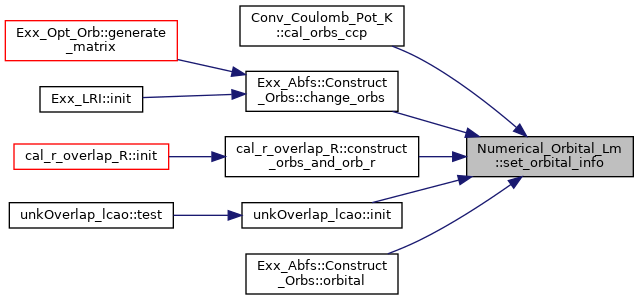 Conv_Coulomb_Pot_K
::cal_orbs_ccp
Exx_Opt_Orb::generate
_matrix
Exx_Abfs::Construct
_Orbs::change_orbs
Exx_LRI::init
Numerical_Orbital_Lm
::set_orbital_info
cal_r_overlap_R::init
cal_r_overlap_R::construct
_orbs_and_orb_r
unkOverlap_lcao::test
unkOverlap_lcao::init
Exx_Abfs::Construct
_Orbs::orbital